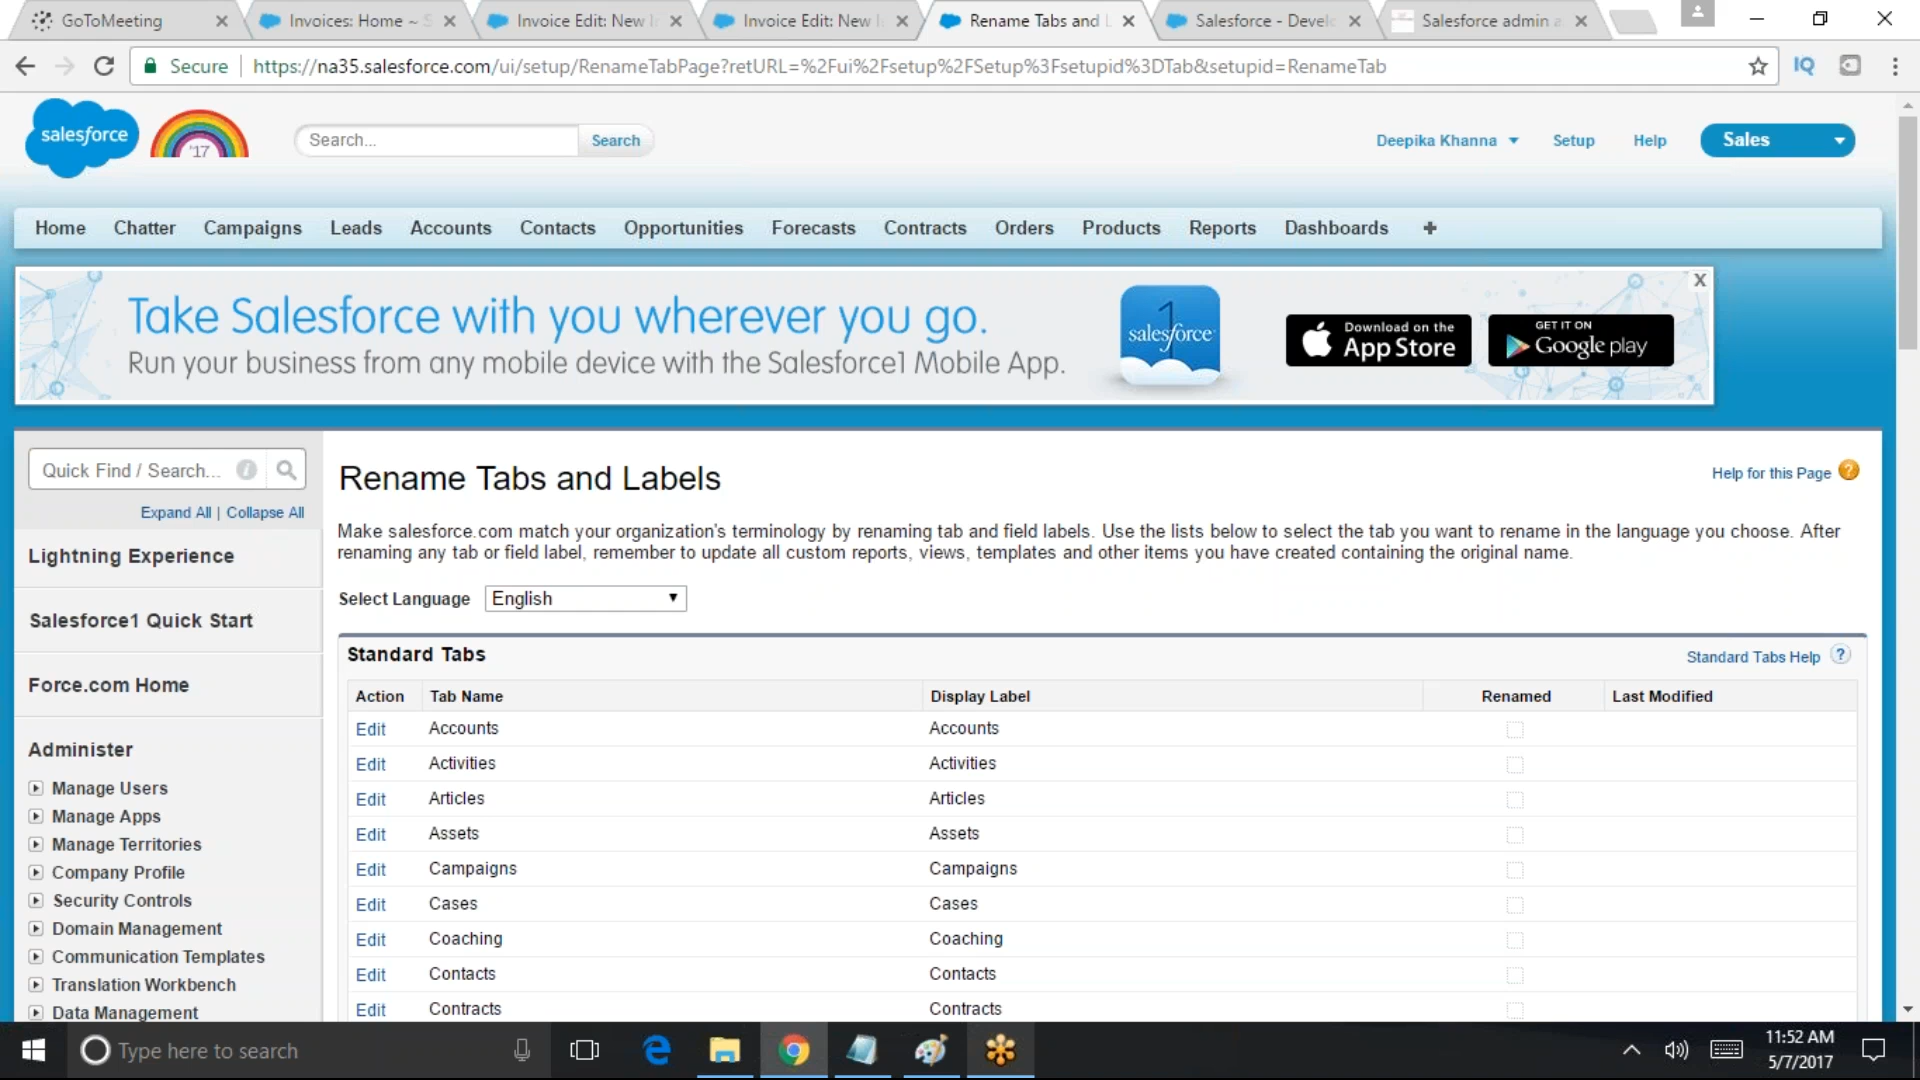 GoToMeeting
Invoices: Home ~ S
Invoice Edit: New I
Invoice Edit: New I
Rename Tabs and L
Salesforce - Devel
Salesforce admin a
Secure
https://na35.salesforce.com/ui/setup/RenameTabPage?retURL=%2Fui%2Fsetup%2FSetup%3Fsetupid%3DTab&setupid=RenameTab
IQ
salesforce
'17
Search...
Search
Deepika Khanna
Setup
Help
Sales
Home
Chatter
Campaigns
Leads
Accounts
Contacts
Opportunities
Forecasts
Contracts
Orders
Products
Reports
Dashboards
+
Take Salesforce with you wherever you go.
Run your business from any mobile device with the Salesforce1 Mobile App.
1
salesforce
Download on the
App Store
GET IT ON
Google play
X
Quick Find / Search...
Expand All | Collapse All
Lightning Experience
Salesforce1 Quick Start
Force.com Home
Administer
Manage Users
Manage Apps
Manage Territories
Company Profile
Security Controls
Domain Management
Communication Templates
Translation Workbench
Data Management
Rename Tabs and Labels
Help for this Page ?
Make salesforce.com match your organization's terminology by renaming tab and field labels. Use the lists below to select the tab you want to rename in the language you choose. After
renaming any tab or field label, remember to update all custom reports, views, templates and other items you have created containing the original name.
Select Language English
Standard Tabs
Standard Tabs Help ?
Action Tab Name Display Label Renamed Last Modified
Edit Accounts Accounts
Edit Activities Activities
Edit Articles Articles
Edit Assets Assets
Edit Campaigns Campaigns
Edit Cases Cases
Edit Coaching Coaching
Edit Contacts Contacts
Edit Contracts Contracts
Type here to search
11:52 AM
5/7/2017